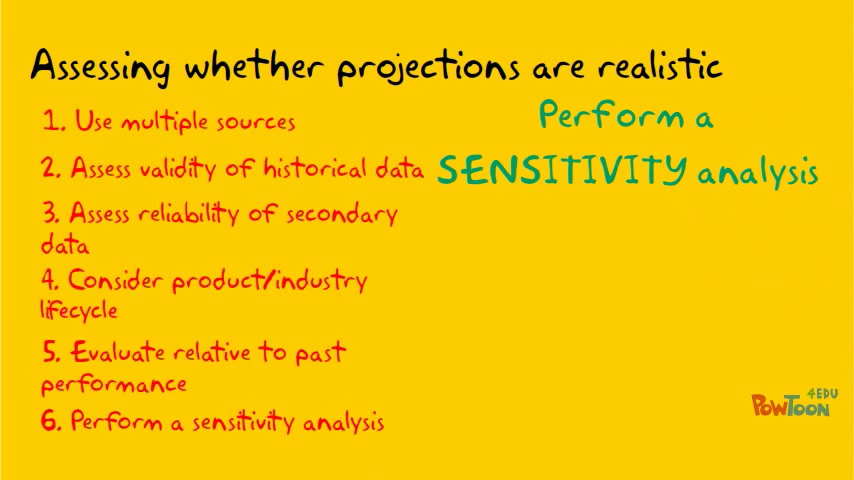 Assessing whether projections are realistic
1. Use multiple sources
2. Assess validity of historical data
3. Assess reliability of secondary
data
4. Consider product/industry
lifecycle
5. Evaluate relative to past
performance
6. Perform a sensitivity analysis
Perform a
SENSITIVITY analysis
4EDU
POWTOON